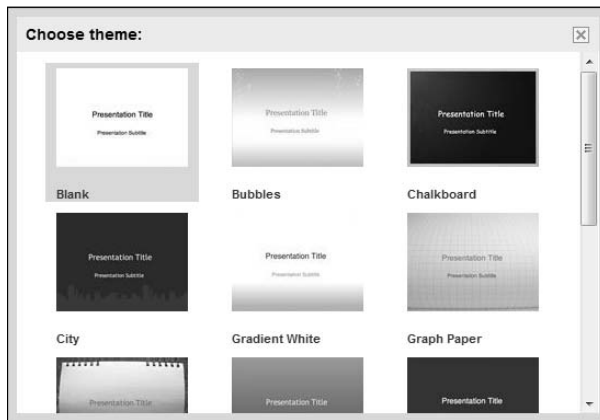 Choose theme:
Presentation Title
Presentation Subtitle
Blank
Presentation Title
Presentation Subtitle
Bubbles
Presentation Title
Presentation Subtitle
Chalkboard
Presentation Title
Presentation Subtitle
City
Presentation Title
Presentation Subtitle
Gradient White
Presentation Title
Presentation Subtitle
Graph Paper
Presentation Title
Presentation Title
Presentation Title